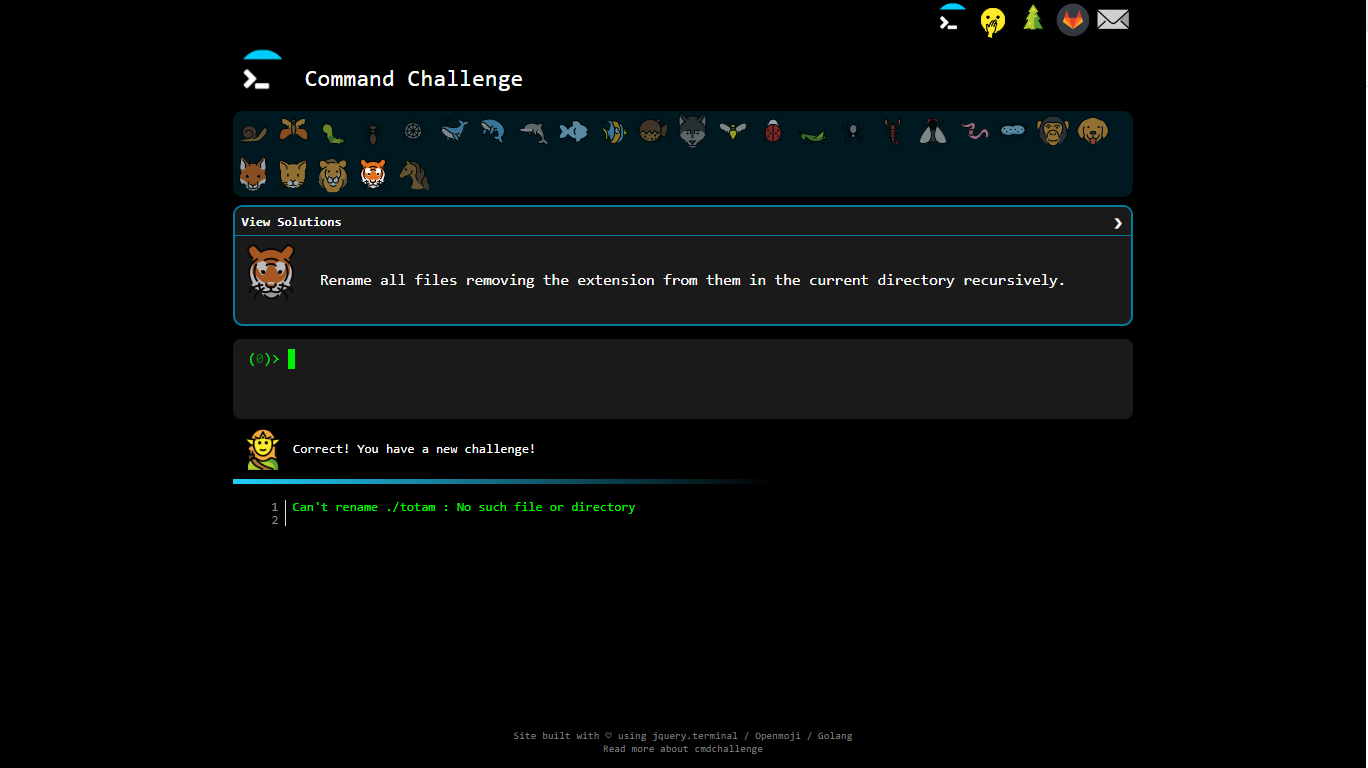 Command Challenge
View Solutions
Rename all files removing the extension from them in the current directory recursively.
(0)>
Correct! You have a new challenge!
1 Can't rename ./totam : No such file or directory
2
Site built with ♡ using jquery.terminal / Openmoji / Golang
Read more about cmdchallenge